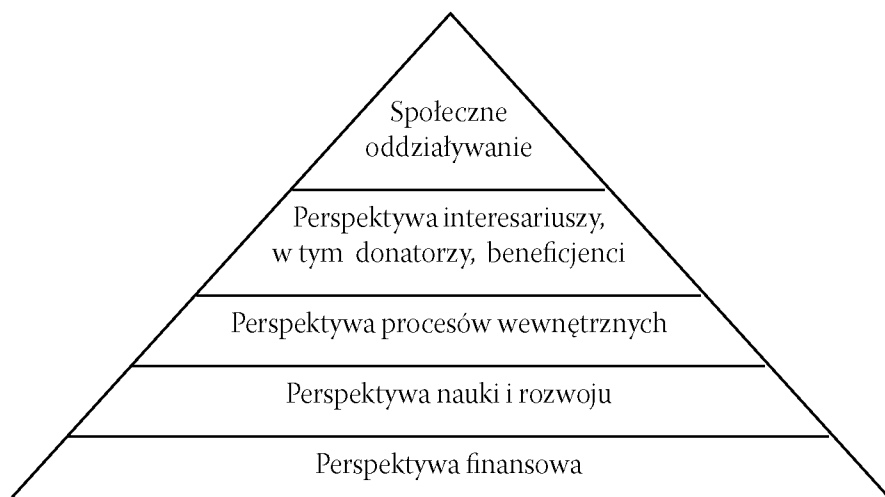 Społeczne
oddziaływanie
Perspektywa interesariuszy,
w tym donatorzy, beneficjenci
Perspektywa procesów wewnętrznych
Perspektywa nauki i rozwoju
Perspektywa finansowa